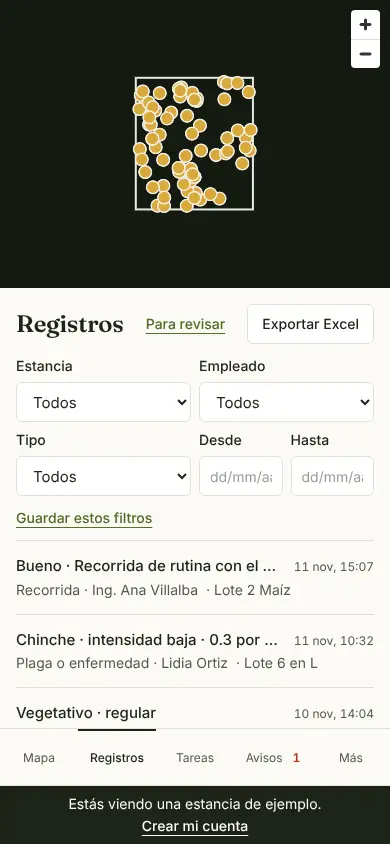 +
−
Registros
Para revisar
Exportar Excel
Estancia
Empleado
Todos
Todos
Tipo
Desde
Hasta
Todos
dd/mm/aa
dd/mm/aa
Guardar estos filtros
Bueno · Recorrida de rutina con el ...
11 nov, 15:07
Recorrida · Ing. Ana Villalba · Lote 2 Maíz
Chinche · intensidad baja · 0.3 por ...
11 nov, 10:32
Plaga o enfermedad · Lidia Ortiz · Lote 6 en L
Vegetativo · regular
10 nov, 14:04
Mapa
Registros
Tareas
Avisos 1
Más
Estás viendo una estancia de ejemplo.
Crear mi cuenta